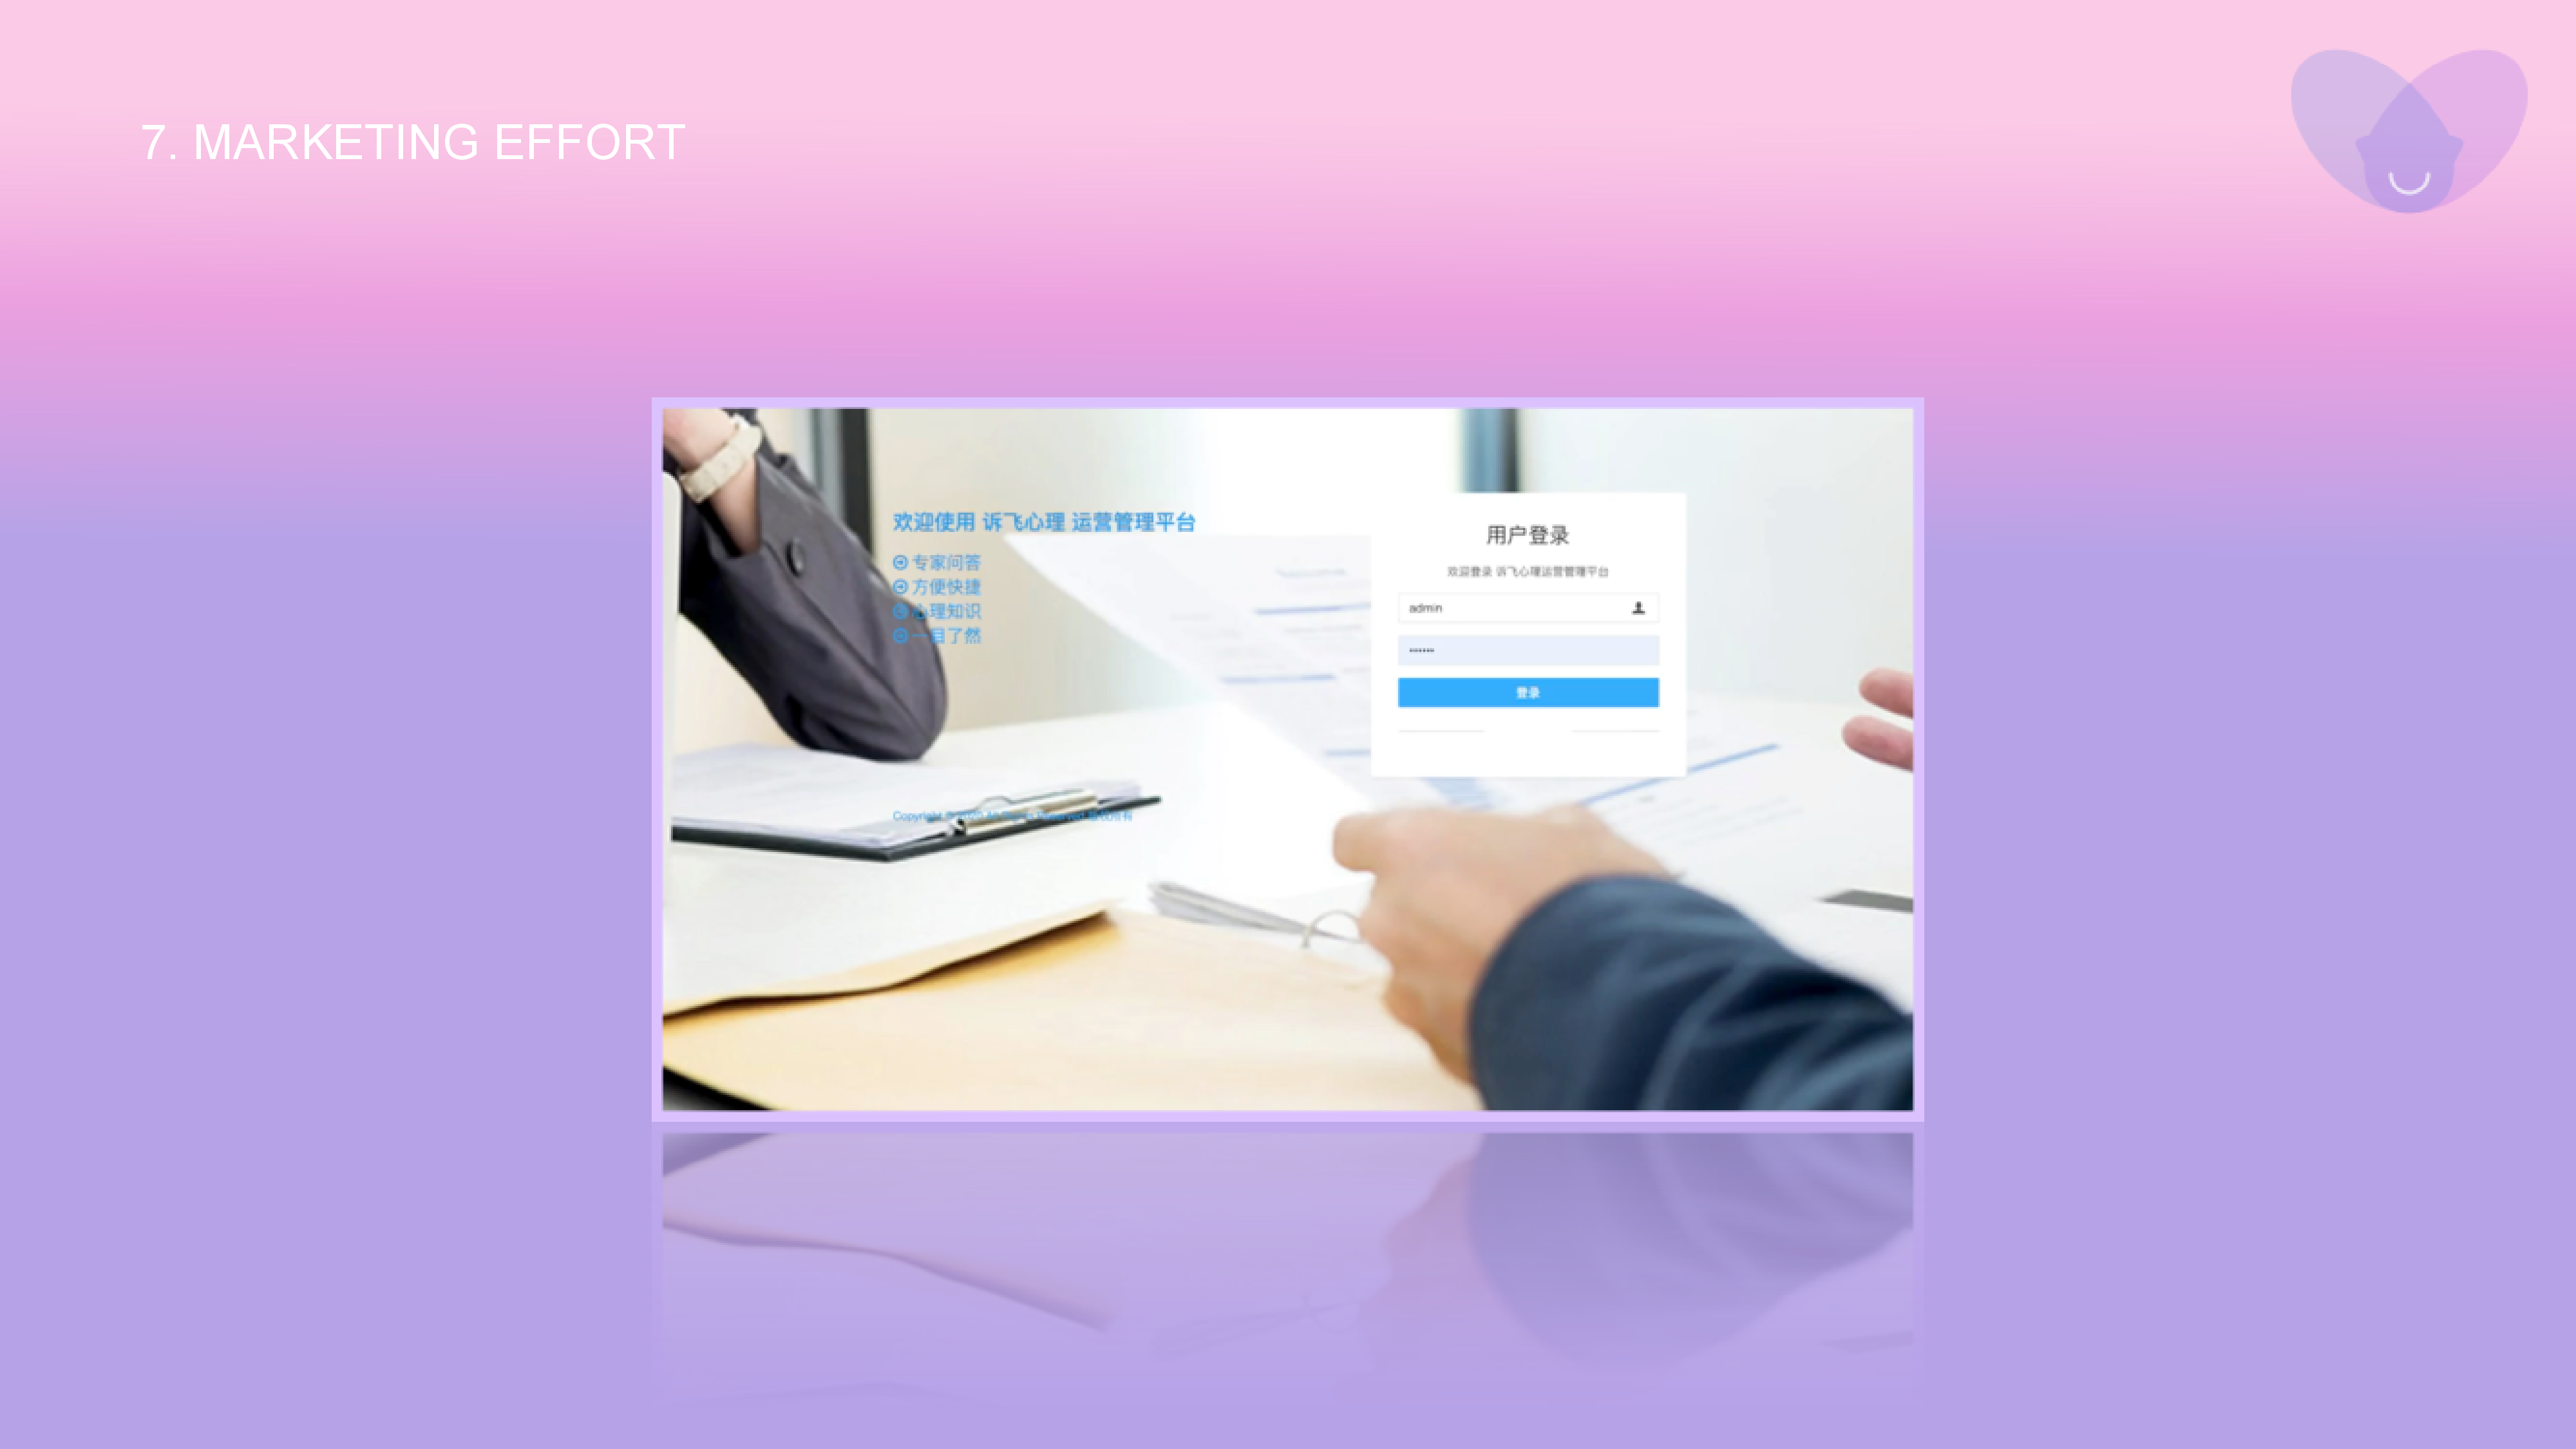 7. MARKETING EFFORT
欢迎使用 诉飞心理 运营管理平台
专家问答
方便快捷
心理知识
一目了然
用户登录
欢迎登录 诉飞心理运营管理平台
admin
登录
Copyright